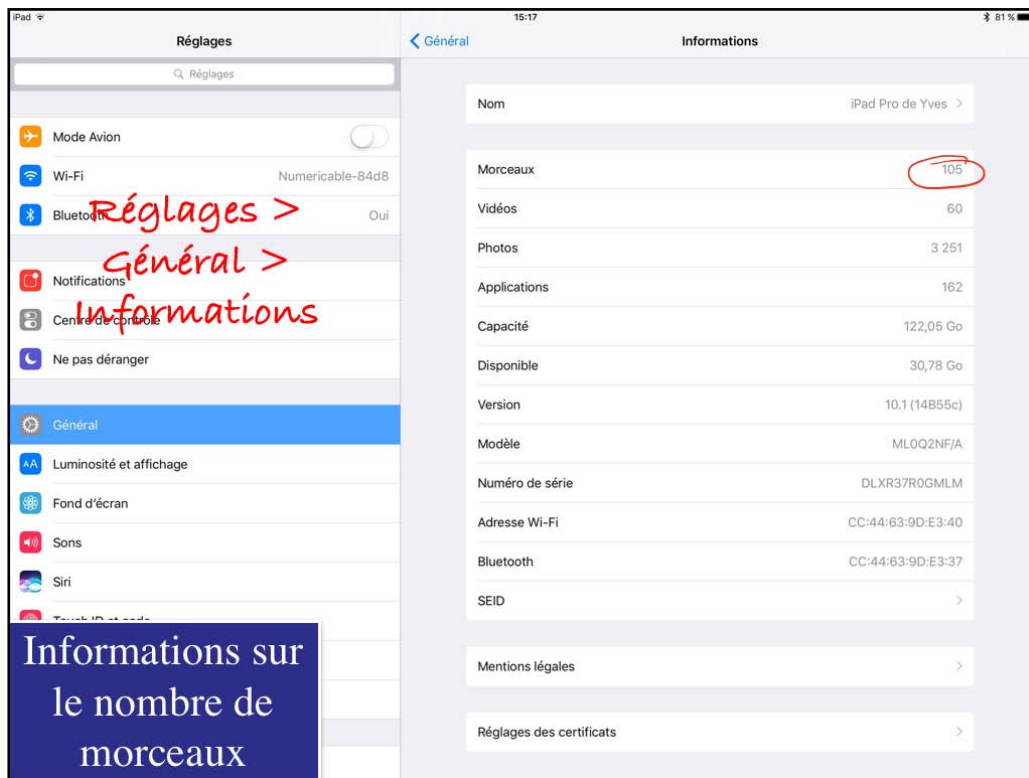 iPad 15:17 81 %
Réglages
Général Informations
Réglages
Nom iPad Pro de Yves
Mode Avion
Wi-Fi Numericable-84d8
Bluetooth Oui
Réglages >
Général >
Informations
Notifications
Centre de contrôle
Ne pas déranger
Général
Luminosité et affichage
Fond d'écran
Sons
Siri
Touch ID et code
Morceaux 105
Vidéos 60
Photos 3 251
Applications 162
Capacité 122,05 Go
Disponible 30,78 Go
Version 10.1 (14B55c)
Modèle ML0Q2NF/A
Numéro de série DLXR37R0GMLM
Adresse Wi-Fi CC:44:63:9D:E3:40
Bluetooth CC:44:63:9D:E3:37
SEID
Mentions légales
Réglages des certificats
Informations sur
le nombre de
morceaux